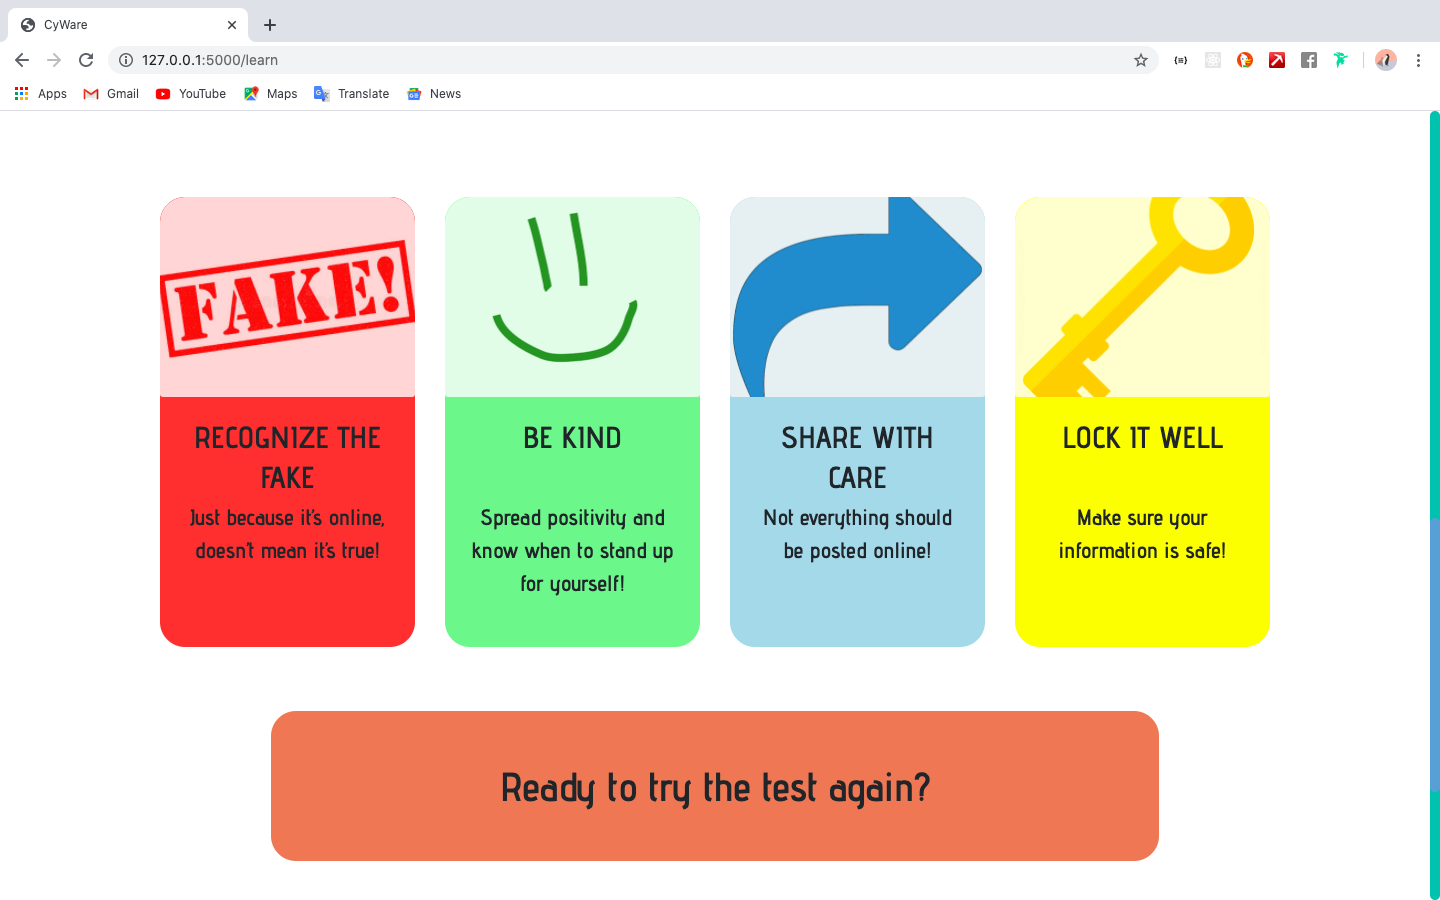 CyWare
127.0.0.1:5000/learn
Apps Gmail YouTube Maps Translate News
FAKE!
RECOGNIZE THE
FAKE
Just because it's online,
doesn't mean it's true!
BE KIND
Spread positivity and
know when to stand up
for yourself!
SHARE WITH
CARE
Not everything should
be posted online!
LOCK IT WELL
Make sure your
information is safe!
Ready to try the test again?